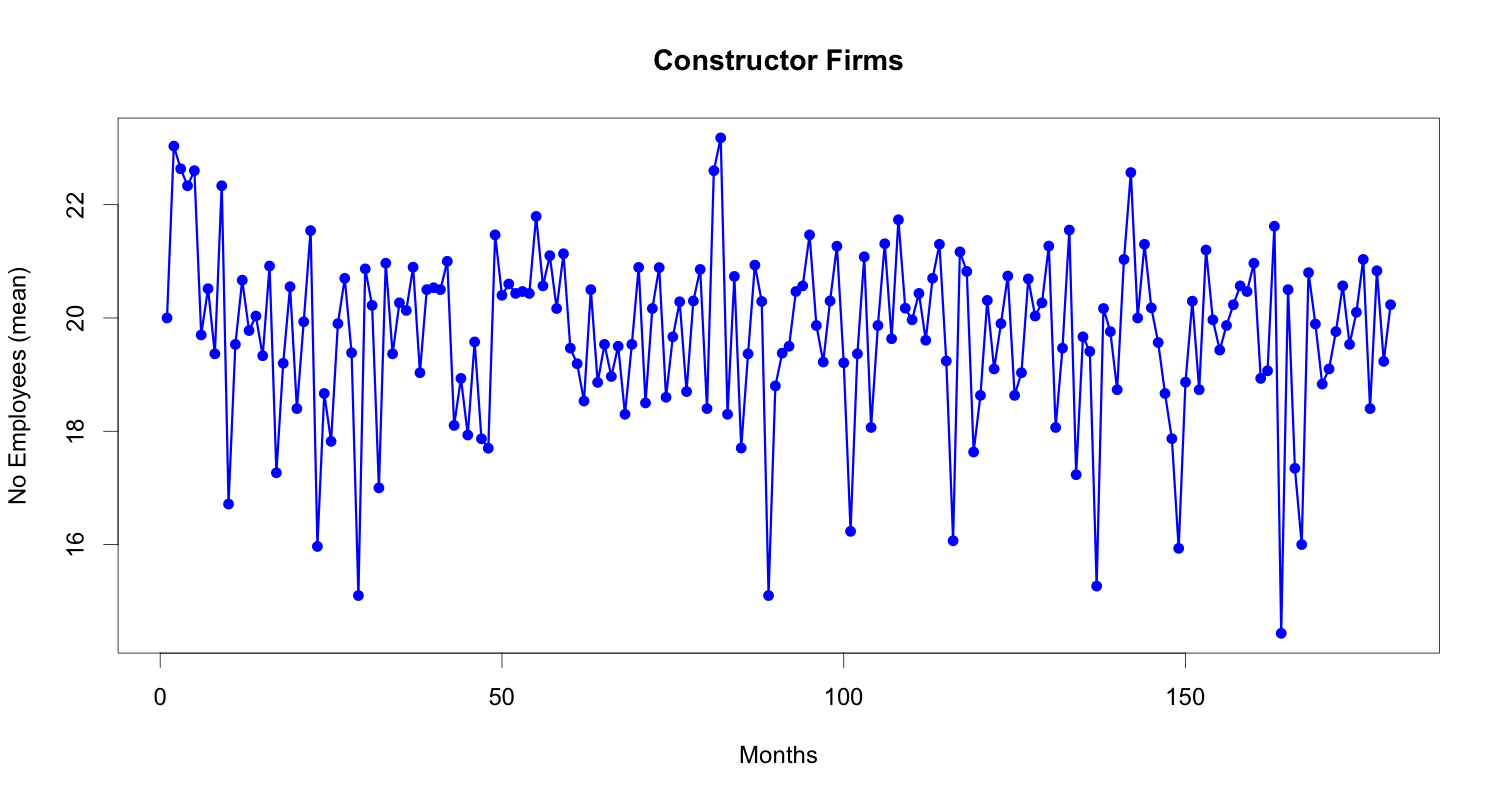 Constructor Firms
No Employees (mean)
22
20
18
16
0 50 100 150
Months